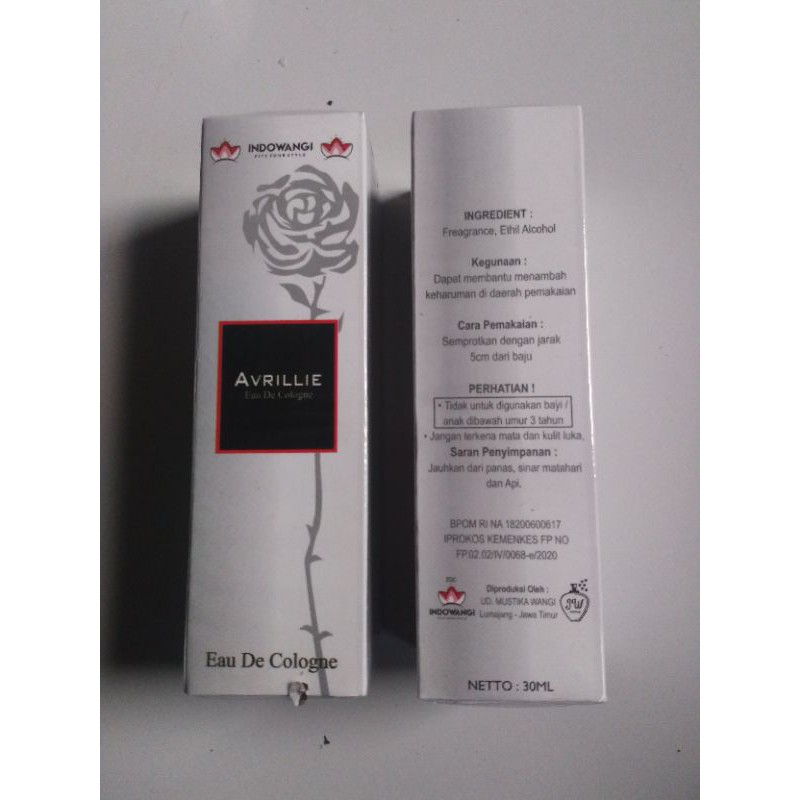 INDOWANGI
FITS YOUR STYLE
AVRILLIE
Eau De Cologne
Eau De Cologne
INGREDIENT :
Freagrance, Ethil Alcohol
Kegunaan :
Dapat membantu menambah
keharuman di daerah pemakaian
Cara Pemakaian :
Semprotkan dengan jarak
5cm dari baju
PERHATIAN !
• Tidak untuk digunakan bayi /
anak dibawah umur 3 tahun
• Jangan terkena mata dan kulit luka,
Saran Penyimpanan :
Jauhkan dari panas, sinar matahari
dan Api.
BPOM RI NA 18200600617
IPROKOS KEMENKES FP NO
FP.02.02/IV/0068-e/2020
INDOWANGI
Diproduksi Oleh :
UD. MUSTIKA WANGI
Lumajang - Jawa Timur
NETTO : 30ML